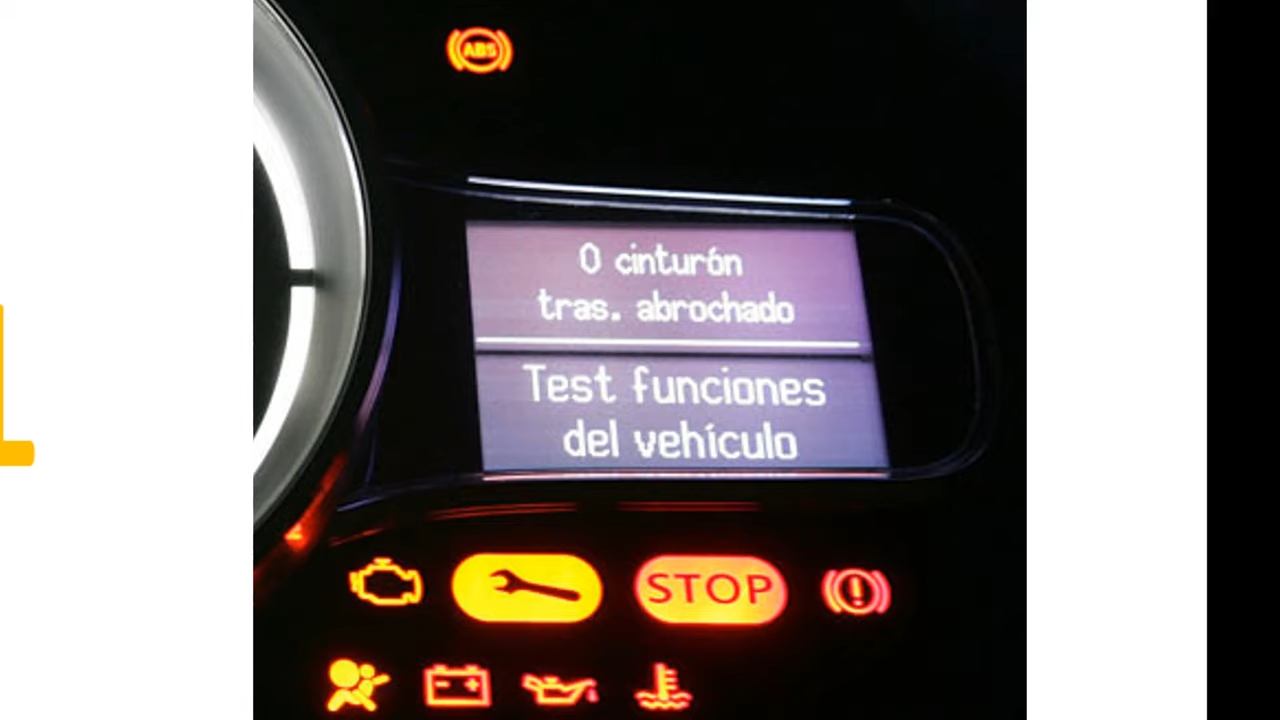 ABS
0 cinturón
tras. abrochado
Test funciones
del vehículo
STOP